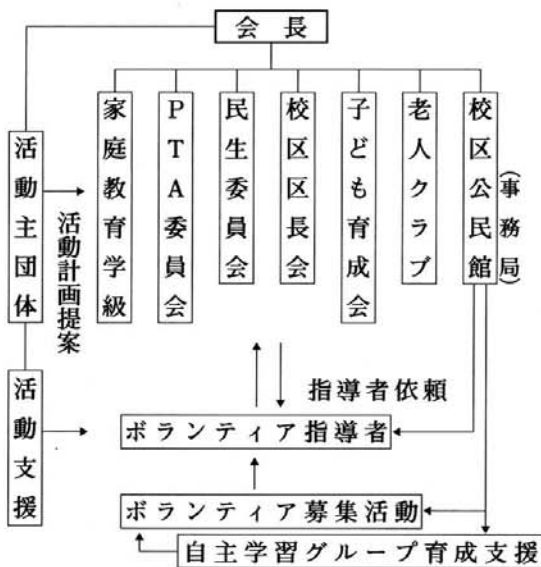 会長
家庭教育学級
PTA委員会
民生委員会
校区区長会
子ども育成会
老人クラブ
校区公民館
(事務局)
活動主団体
活動計画提案
活動支援
指導者依頼
ボランティア指導者
ボランティア募集活動
自主学習グループ育成支援